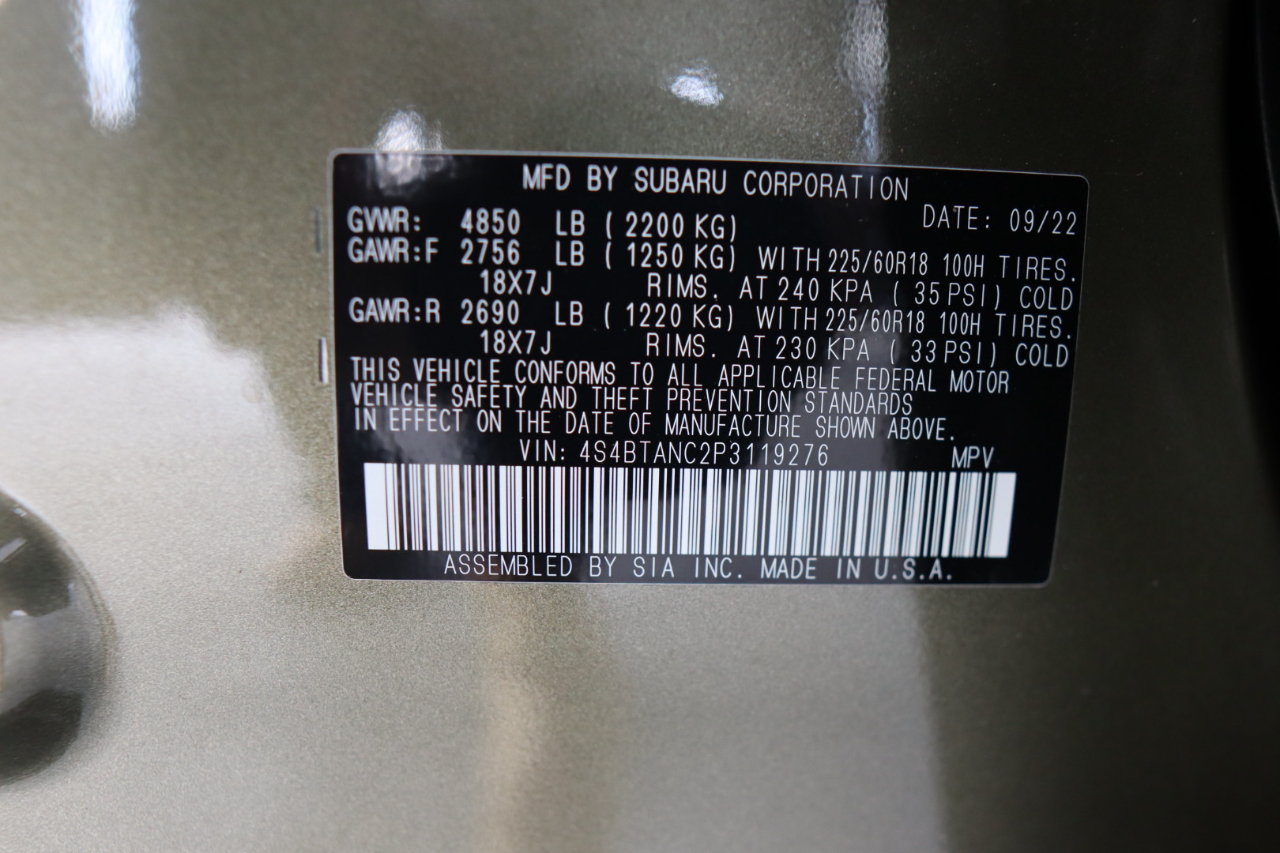 MFD BY SUBARU CORPORATION
GVWR: 4850 LB ( 2200 KG) DATE: 09/22
GAWR:F 2756 LB ( 1250 KG) WITH 225/60R18 100H TIRES.
18X7J RIMS. AT 240 KPA ( 35 PSI) COLD
GAWR:R 2690 LB ( 1220 KG) WITH 225/60R18 100H TIRES.
18X7J RIMS. AT 230 KPA ( 33 PSI) COLD
THIS VEHICLE CONFORMS TO ALL APPLICABLE FEDERAL MOTOR
VEHICLE SAFETY AND THEFT PREVENTION STANDARDS
IN EFFECT ON THE DATE OF MANUFACTURE SHOWN ABOVE.
VIN: 4S4BTANC2P3119276 MPV
ASSEMBLED BY SIA INC. MADE IN U.S.A.